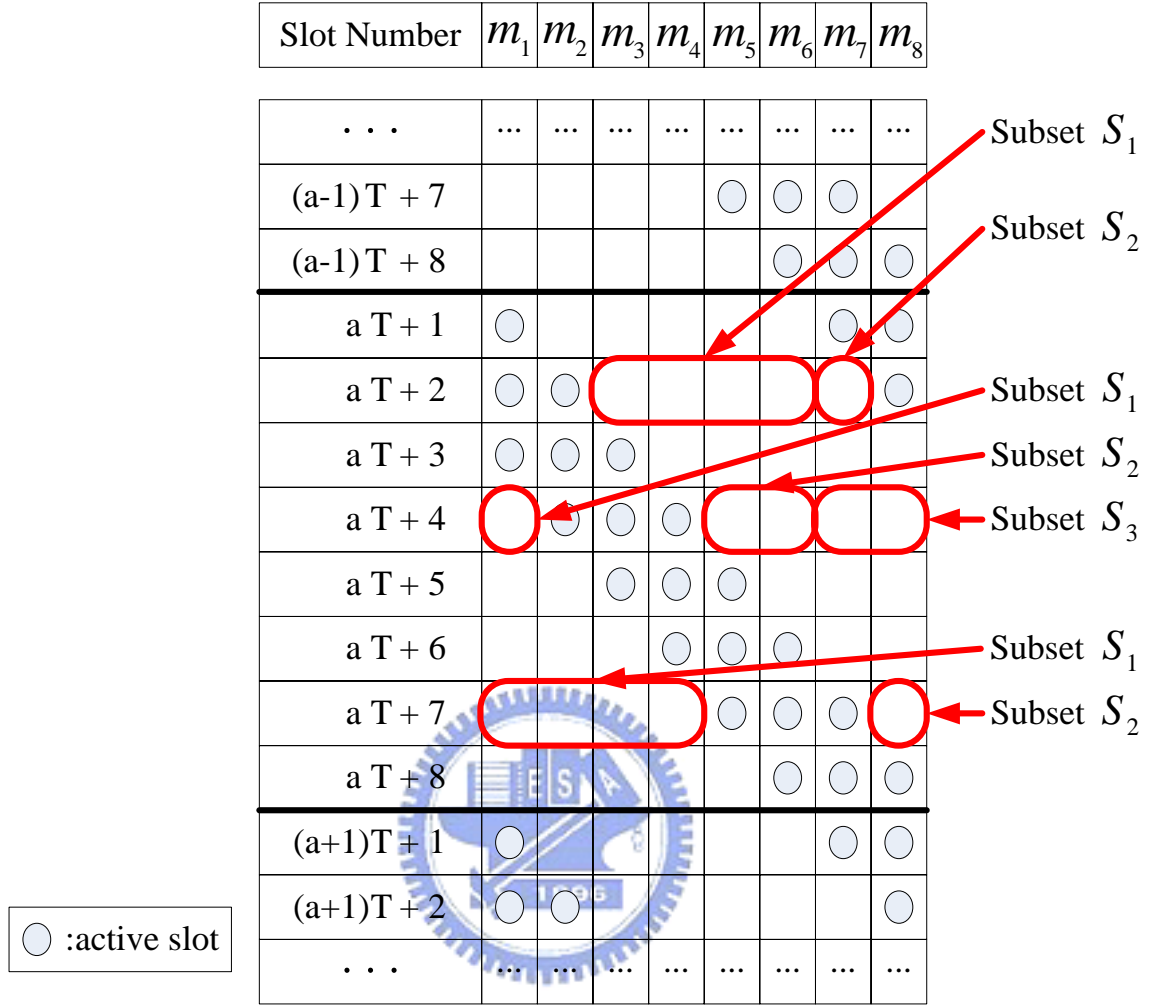 Slot Number m1 m2 m3 m4 m5 m6 m7 m8
. . . ... ... ... ... ... ... ... ...
Subset S1
(a-1)T + 7
Subset S2
(a-1)T + 8
a T + 1
a T + 2
Subset S1
a T + 3
Subset S2
a T + 4
Subset S3
a T + 5
a T + 6
Subset S1
a T + 7
Subset S2
a T + 8
E S A
(a+1)T + 1
1896
(a+1)T + 2
:active slot
. . . ... ... ... ... ... ... ... ...